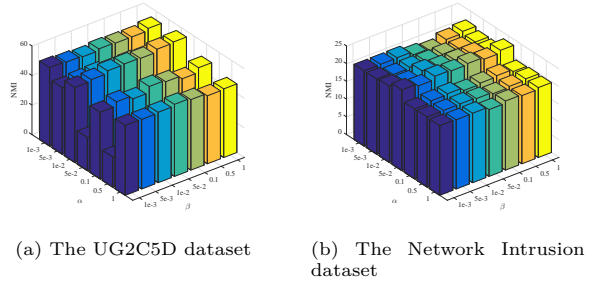 60
40
20
0
NMI
1e-3
5e-3
1e-2
5e-2
0.1
0.5
1
α
1e-3
5e-3
1e-2
5e-2
0.1
0.5
1
β
25
20
15
10
5
0
NMI
1e-3
5e-3
1e-2
5e-2
0.1
0.5
1
α
1e-3
5e-3
1e-2
5e-2
0.1
0.5
1
β
(a) The UG2C5D dataset
(b) The Network Intrusion
dataset